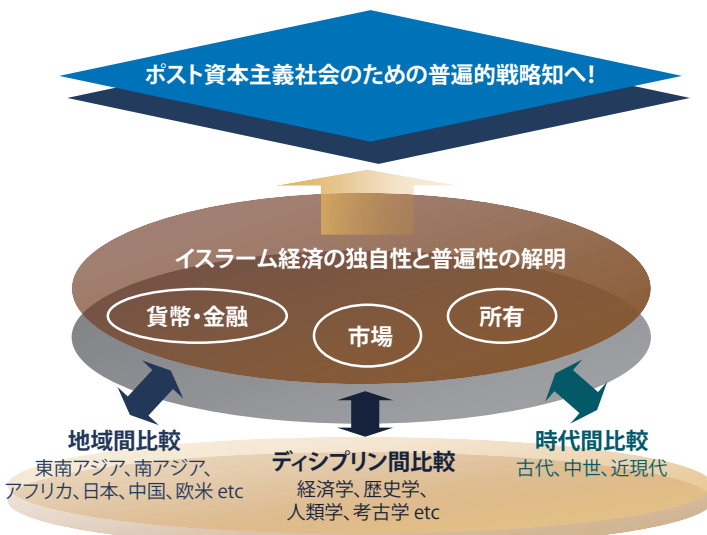 ポスト資本主義社会のための普遍的戦略知へ!
イスラーム経済の独自性と普遍性の解明
貨幣・金融
市場
所有
地域間比較
東南アジア、南アジア、
アフリカ、日本、中国、欧米 etc
ディシプリン間比較
経済学、歴史学、
人類学、考古学 etc
時代間比較
古代、中世、近現代